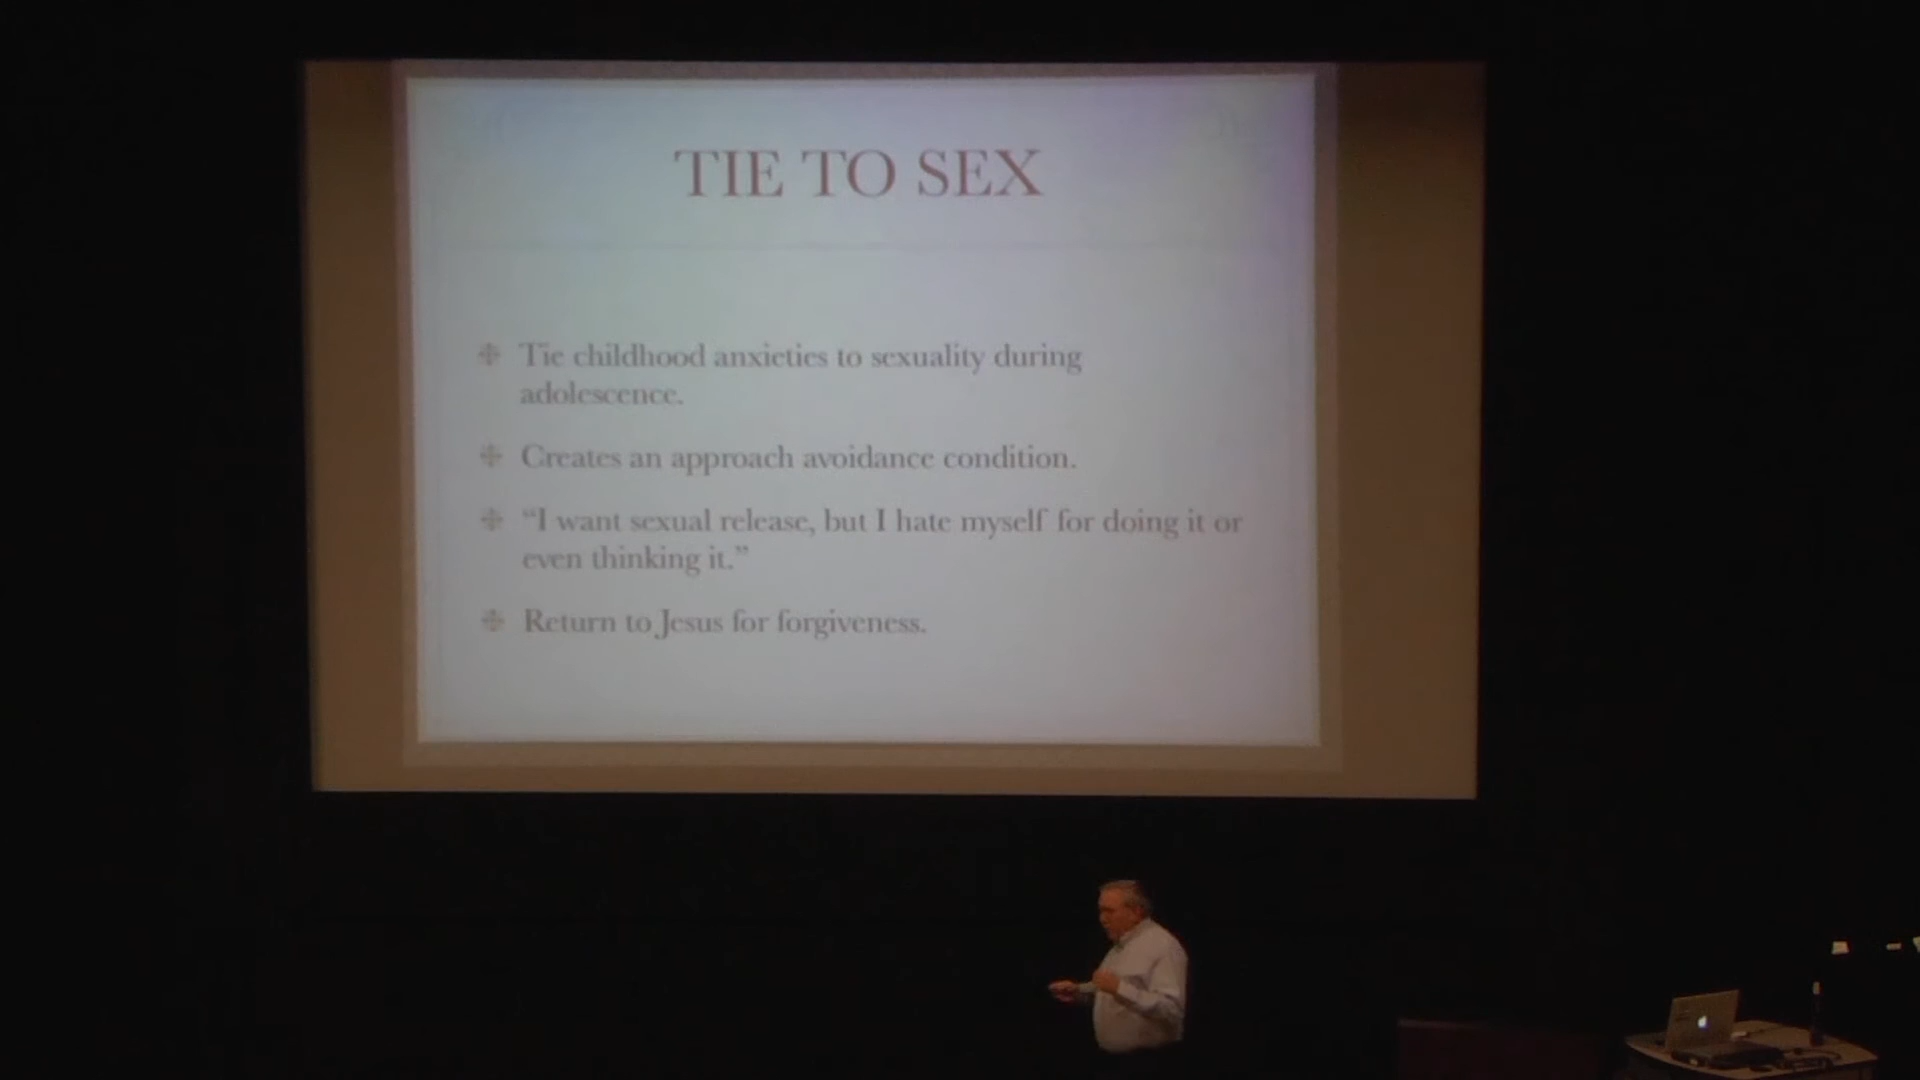 TIE TO SEX
Tie childhood anxieties to sexuality during
adolescence.
Creates an approach avoidance condition.
“I want sexual release, but I hate myself for doing it or
even thinking it.”
Return to Jesus for forgiveness.